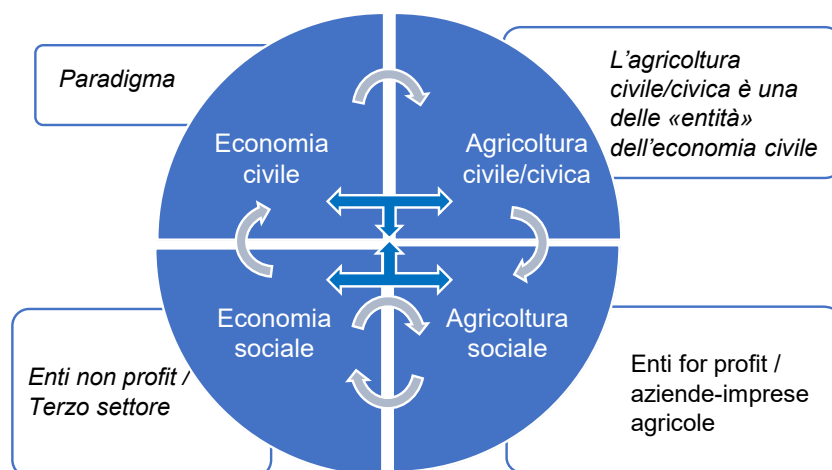 Paradigma
L'agricoltura
civile/civica è una
delle «entità»
dell'economia civile
Economia
civile
Agricoltura
civile/civica
Economia
sociale
Agricoltura
sociale
Enti non profit /
Terzo settore
Enti for profit /
aziende-imprese
agricole